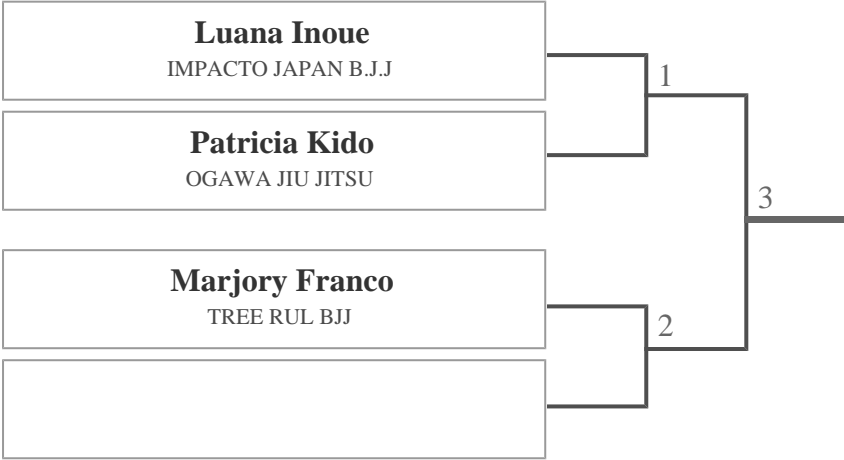 Luana Inoue
IMPACTO JAPAN B.J.J
1
Patricia Kido
OGAWA JIU JITSU
3
Marjory Franco
TREE RUL BJJ
2